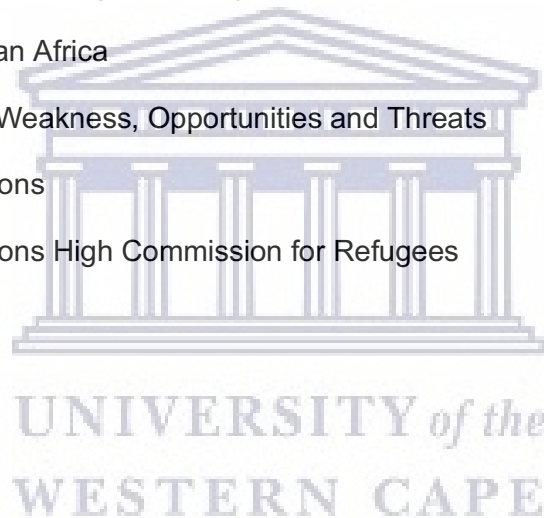 an Africa
Weakness, Opportunities and Threats
ons
ons High Commission for Refugees
UNIVERSITY of the
WESTERN CAPE